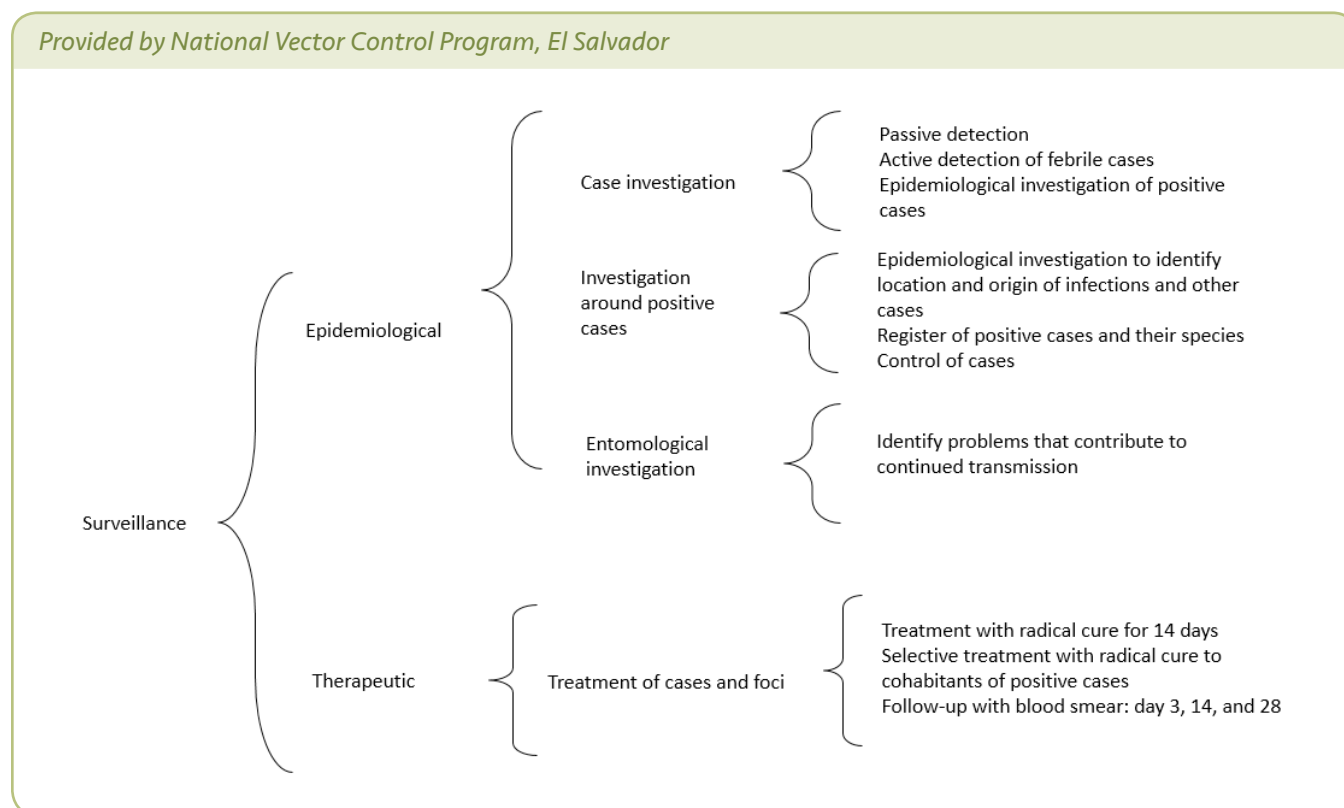 Provided by National Vector Control Program, El Salvador
Passive detection
Active detection of febrile cases
Epidemiological investigation of positive
cases
Case investigation
Epidemiological investigation to identify
location and origin of infections and other
cases
Register of positive cases and their species
Control of cases
Investigation
around positive
cases
Epidemiological
Identify problems that contribute to
continued transmission
Entomological
investigation
Surveillance
Treatment with radical cure for 14 days
Selective treatment with radical cure to
cohabitants of positive cases
Follow-up with blood smear: day 3, 14, and 28
Treatment of cases and foci
Therapeutic